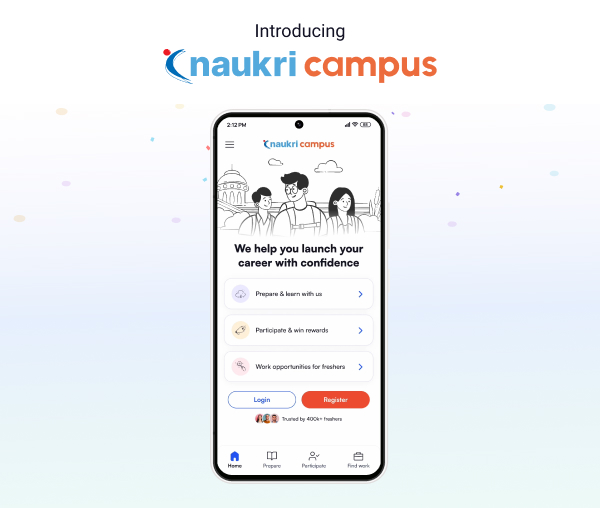 Introducing
naukri campus
2:12 PM
naukri campus
We help you launch your
career with confidence
Prepare & learn with us
Participate & win rewards
Work opportunities for freshers
Login Register
Trusted by 400k+ freshers
Home Prepare Participate Find work